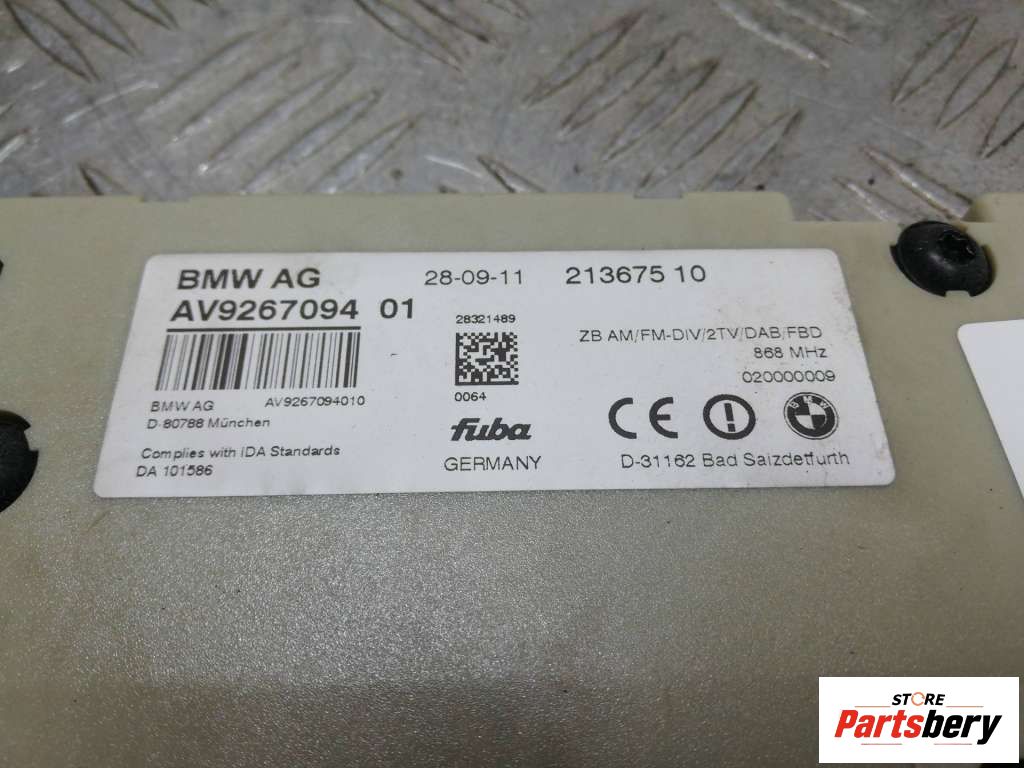 BMW AG 28-09-11 213675 10
AV9267094 01
28321489
ZB AM/FM-DIV/2TV/DAB/FBD
868 MHz
020000009
0064
BMW AG AV9267094010
D-80788 München
fuba
CE
BMW
Complies with IDA Standards
DA 101586
GERMANY
D-31162 Bad Salzdetfurth
STORE
Partsbery